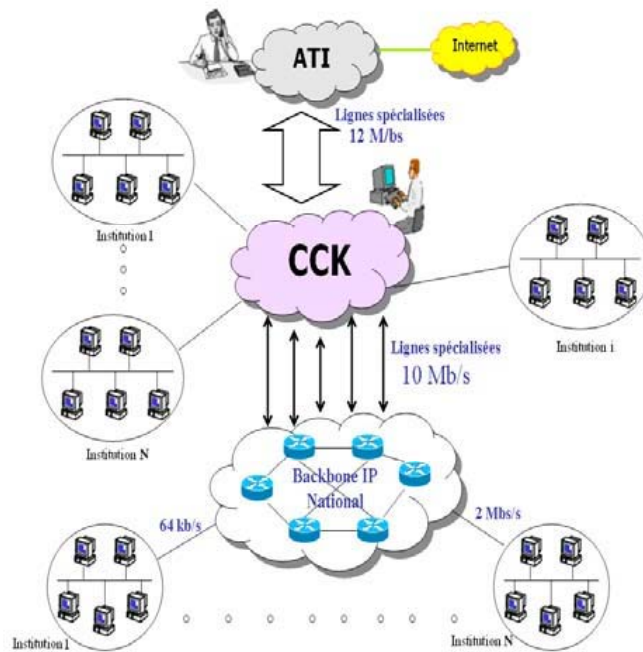 ATI
Internet
Lignes spécialisées
12 M/bs
Institution 1
CCK
Institution i
Lignes spécialisées
10 Mb/s
Institution N
Backbone IP
National
64 kb/s
2 Mbs/s
Institution 1
Institution N